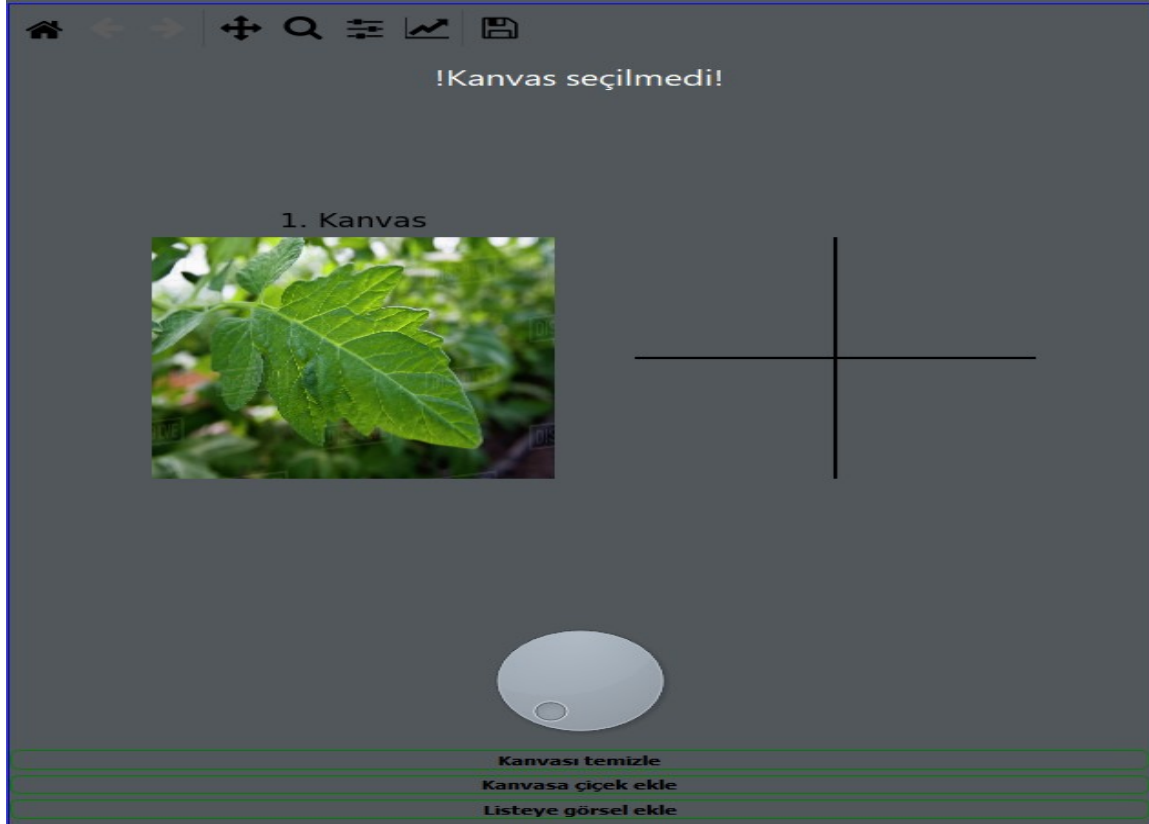 !Kanvas seçilmedi!
1. Kanvas
Kanvası temizle
Kanvasa çiçek ekle
Listeye görsel ekle